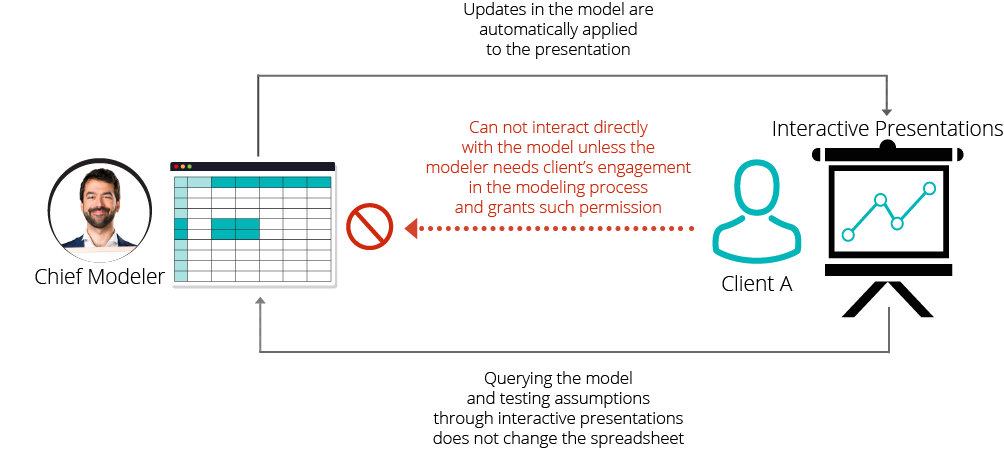 Updates in the model are
automatically applied
to the presentation
Interactive Presentations
Can not interact directly
with the model unless the
modeler needs client's engagement
in the modeling process
and grants such permission
Chief Modeler
Client A
Querying the model
and testing assumptions
through interactive presentations
does not change the spreadsheet